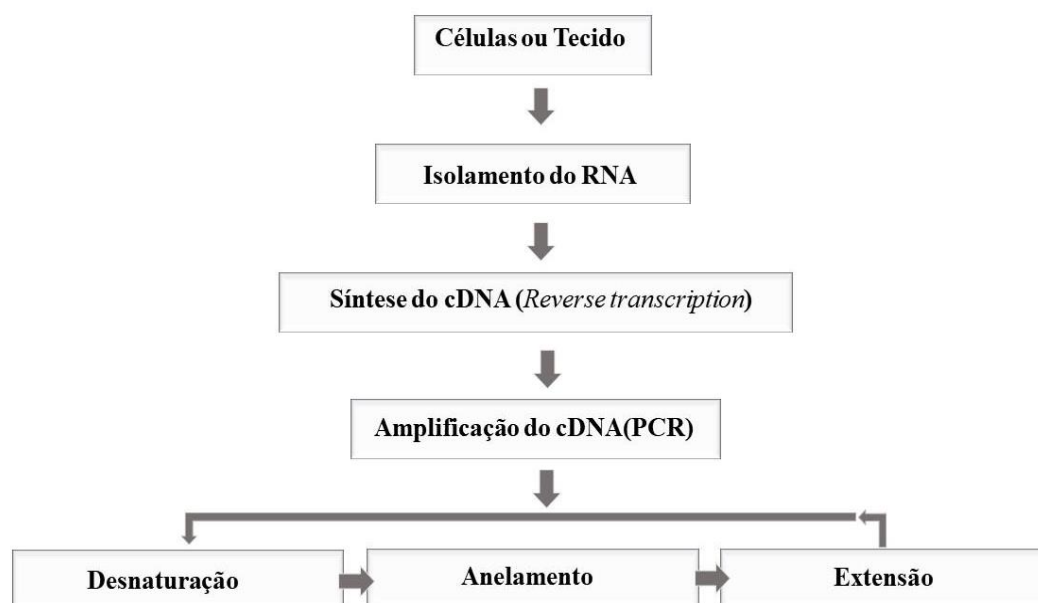 Células ou Tecido
Isolamento do RNA
Síntese do cDNA (Reverse transcription)
Amplificação do cDNA(PCR)
Desnaturação
Anelamento
Extensão